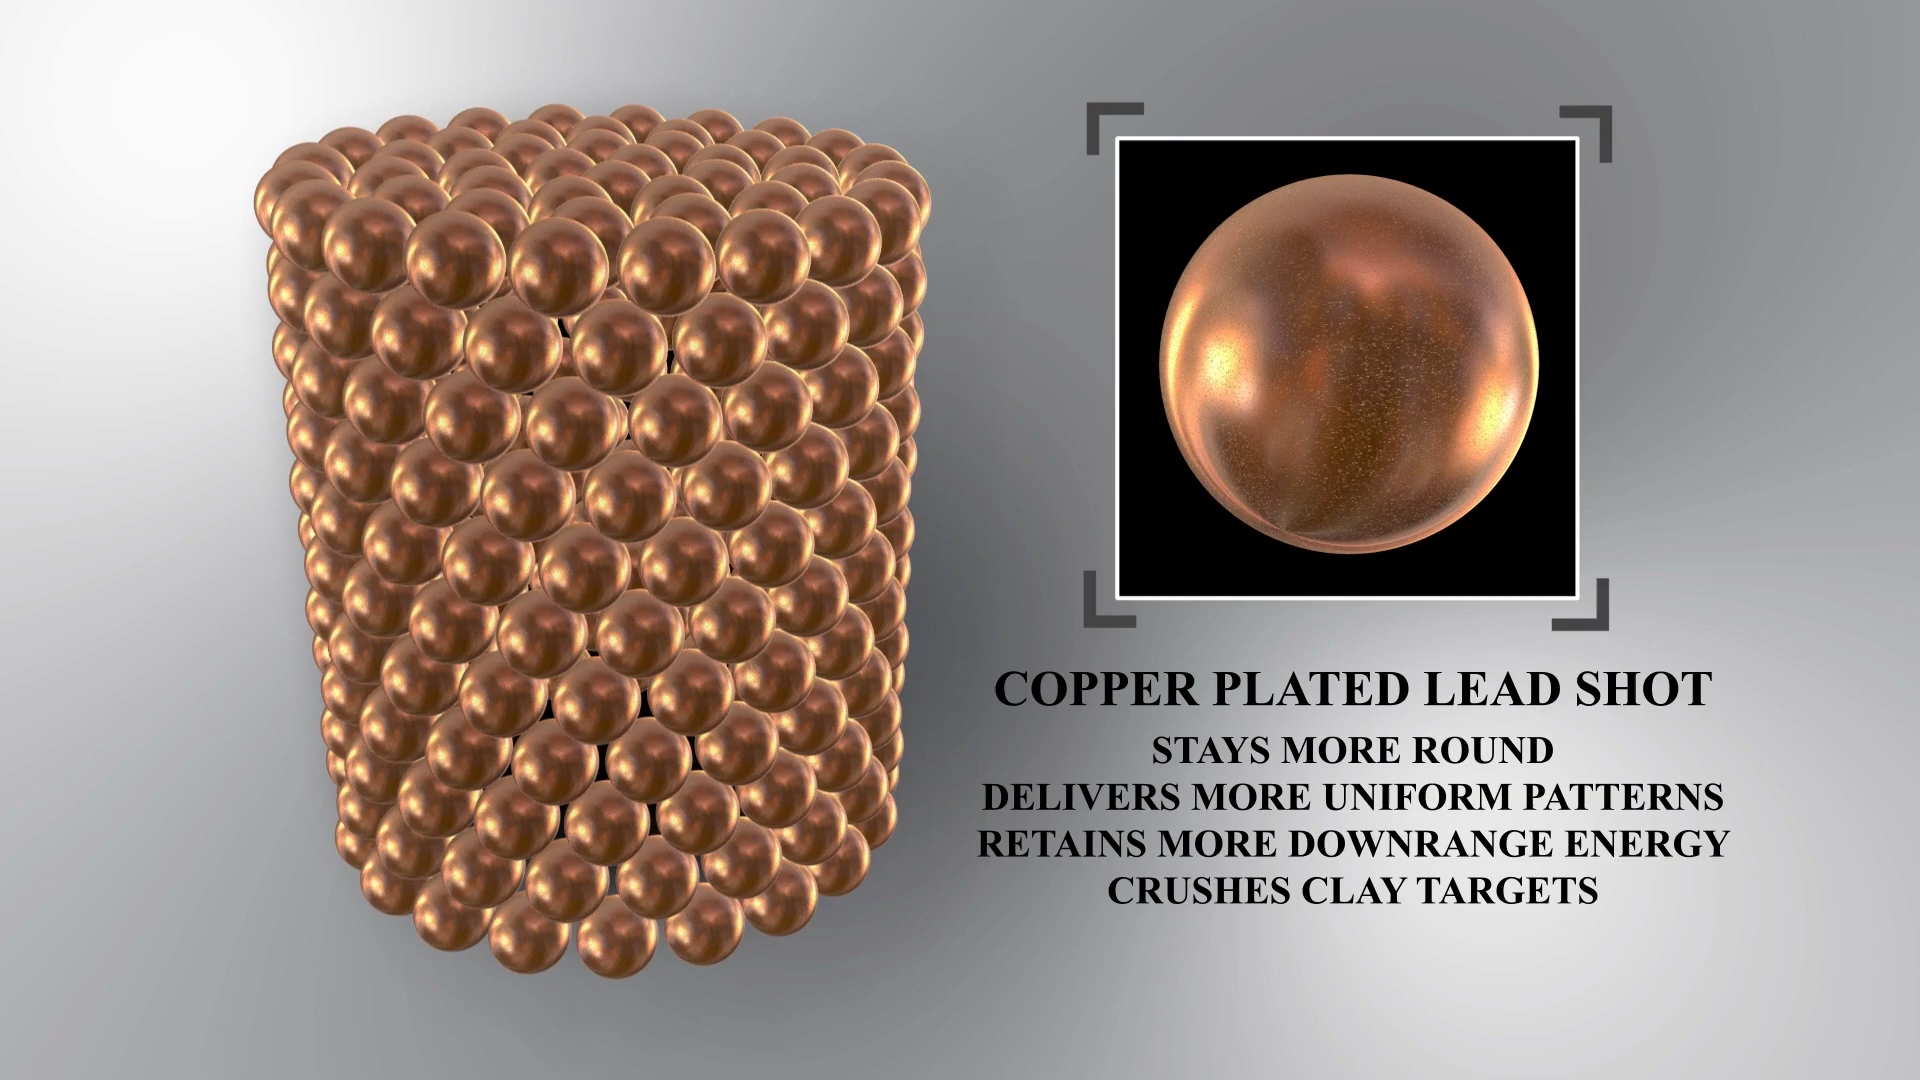 COPPER PLATED LEAD SHOT
STAYS MORE ROUND
DELIVERS MORE UNIFORM PATTERNS
RETAINS MORE DOWNRANGE ENERGY
CRUSHES CLAY TARGETS